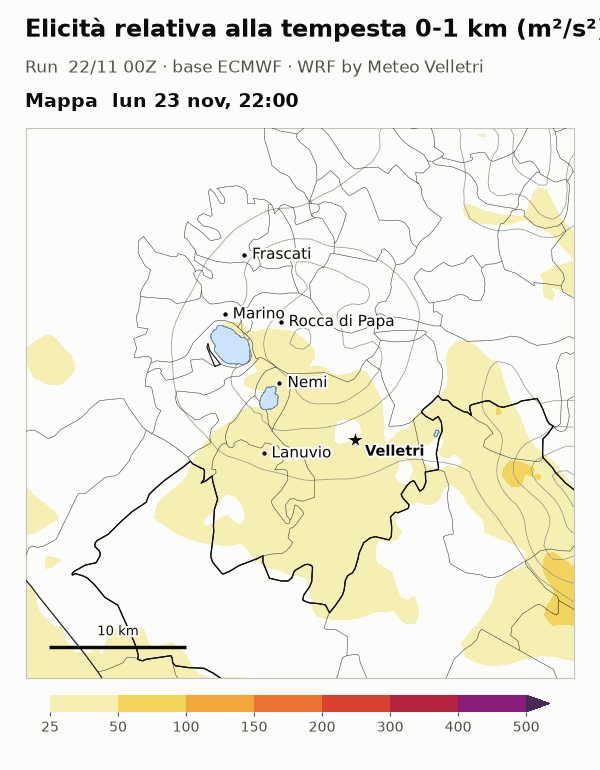 Elicità relativa alla tempesta 0-1 km (m²/s²)
Run 22/11 00Z · base ECMWF · WRF by Meteo Velletri
Mappa lun 23 nov, 22:00
Frascati
Marino
Rocca di Papa
Nemi
Velletri
Lanuvio
10 km
25 50 100 150 200 300 400 500